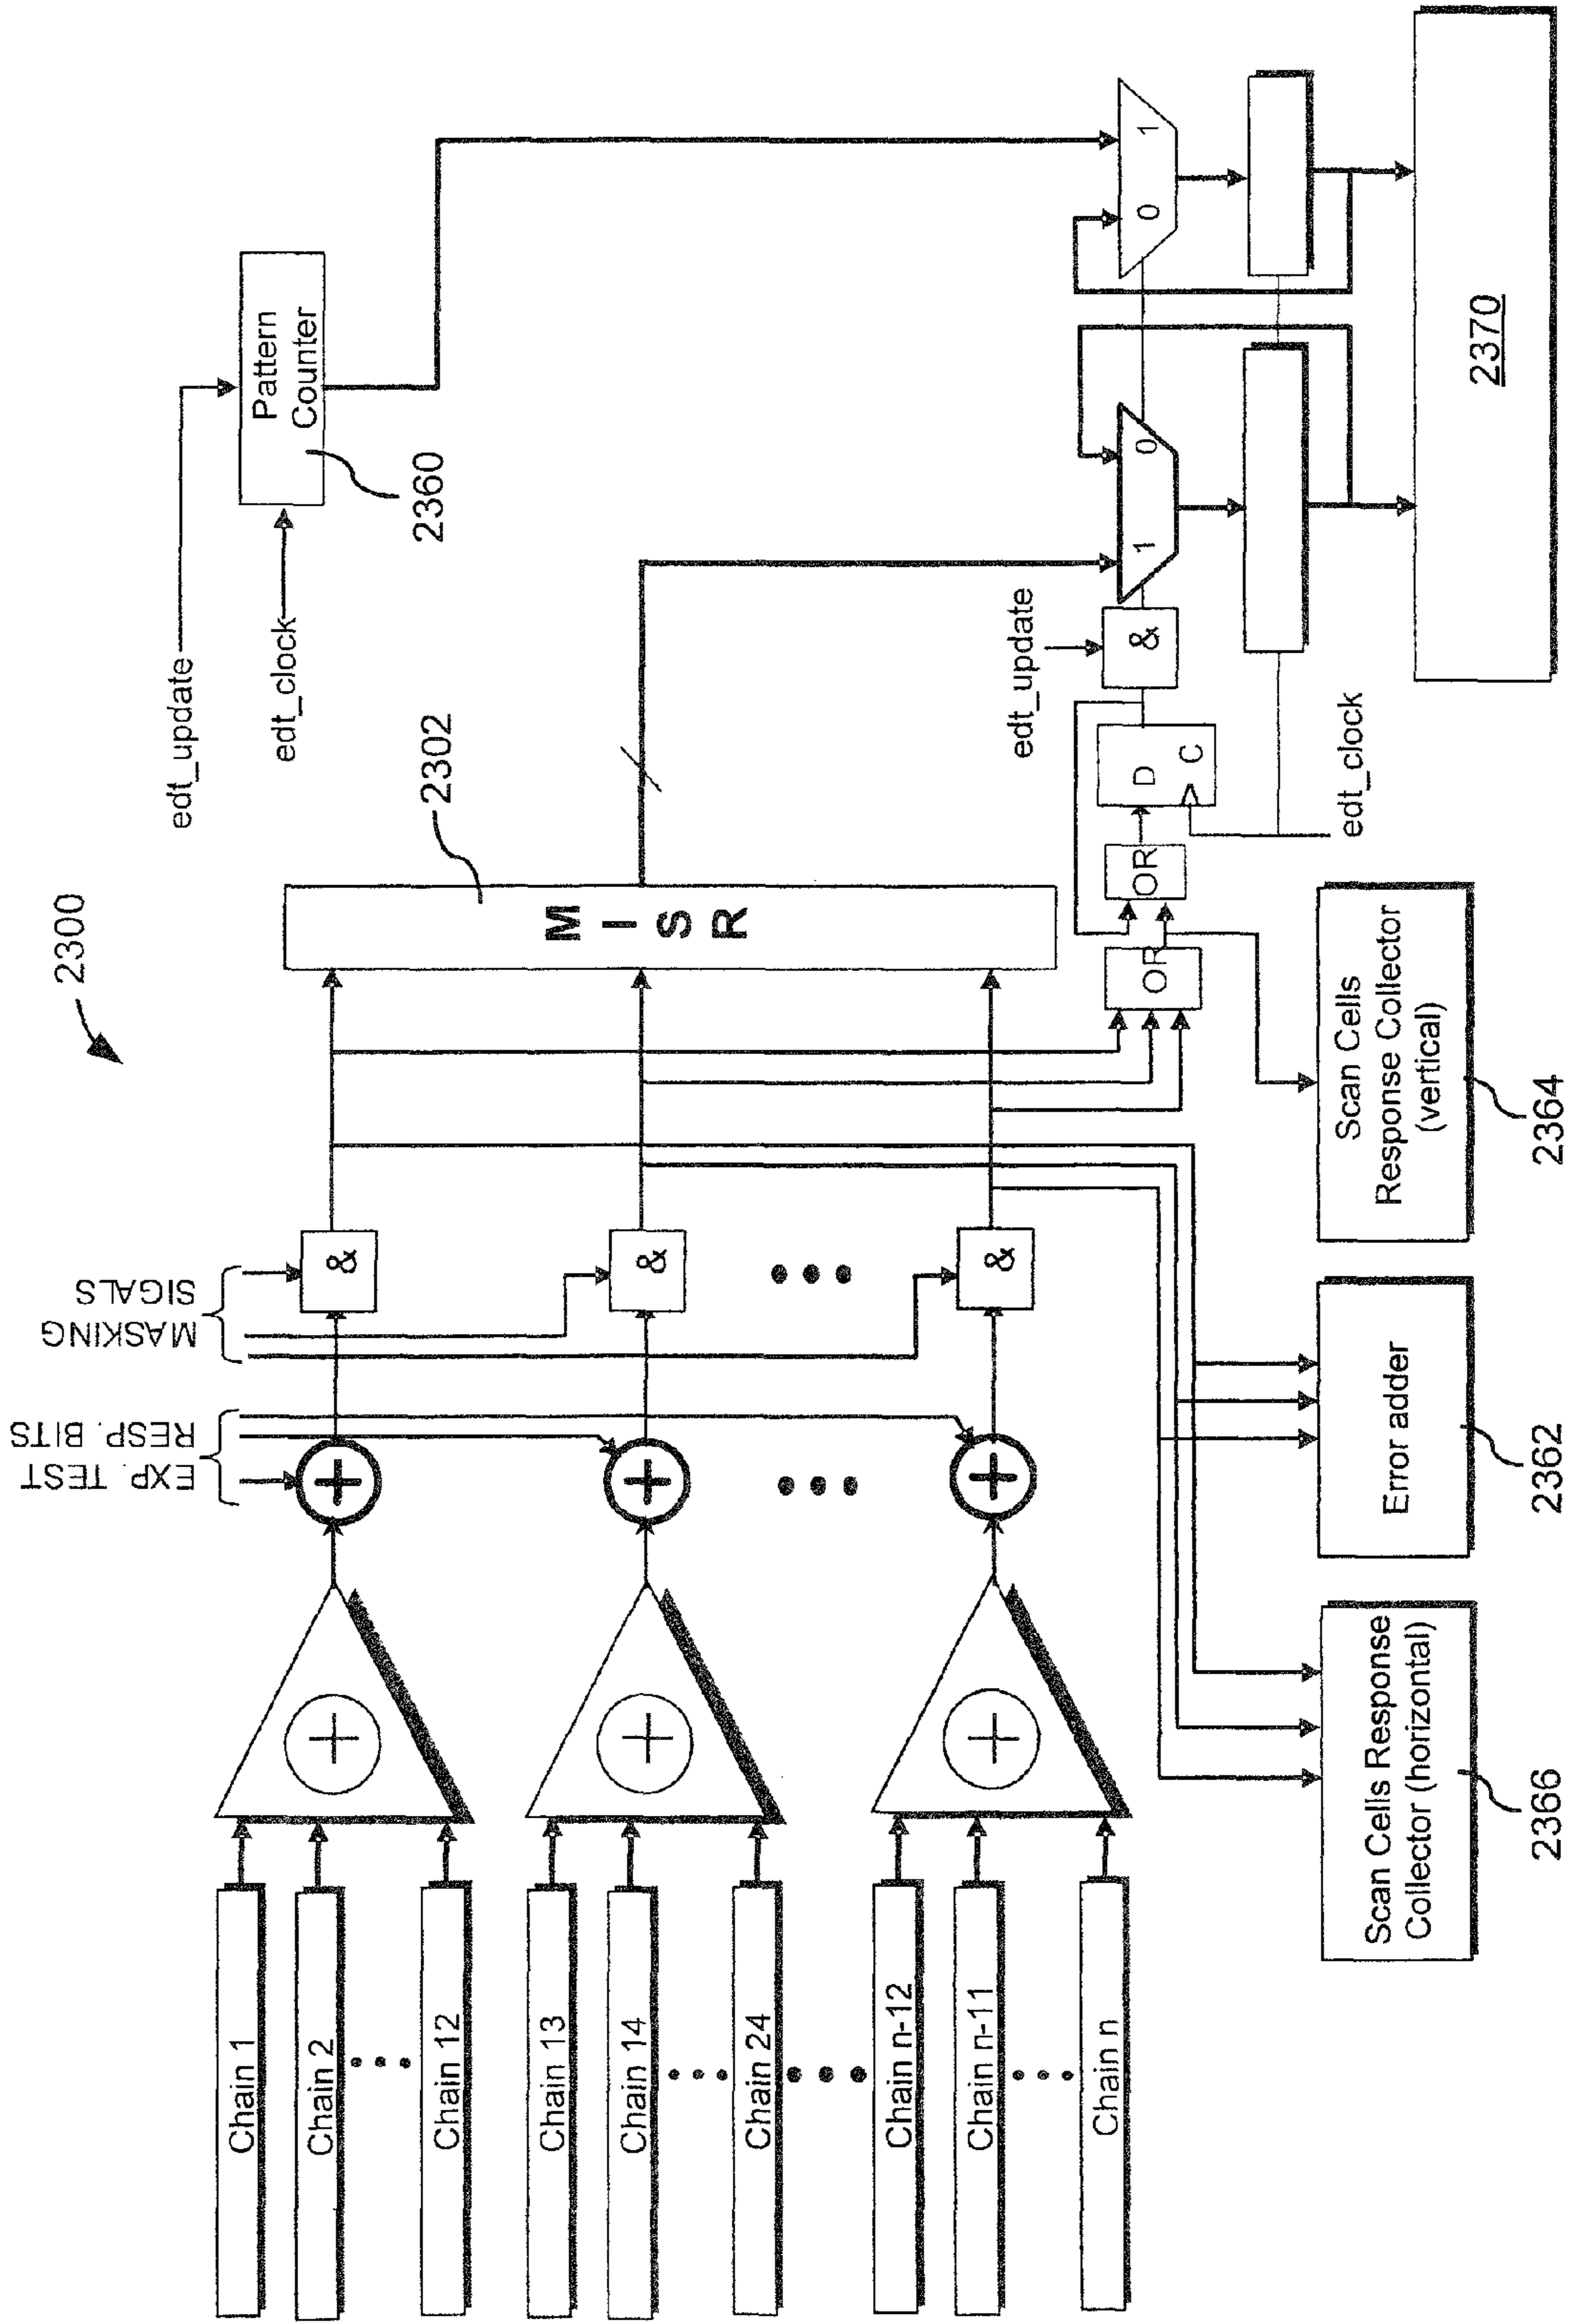 2300
Chain 1
Chain 2
Chain 12
Chain 13
Chain 14
Chain 24
Chain n-12
Chain n-11
Chain n
+
+
+
EXP. TEST
RESP. BITS
+
+
+
MASKING
SIGALS
&
&
&
MISR
2302
edt_update
edt_clock
Pattern
Counter
2360
OR
OR
D
C
edt_clock
edt_update
&
1
0
0
1
2370
Scan Cells Response
Collector (horizontal)
2366
Error adder
2362
Scan Cells
Response Collector
(vertical)
2364